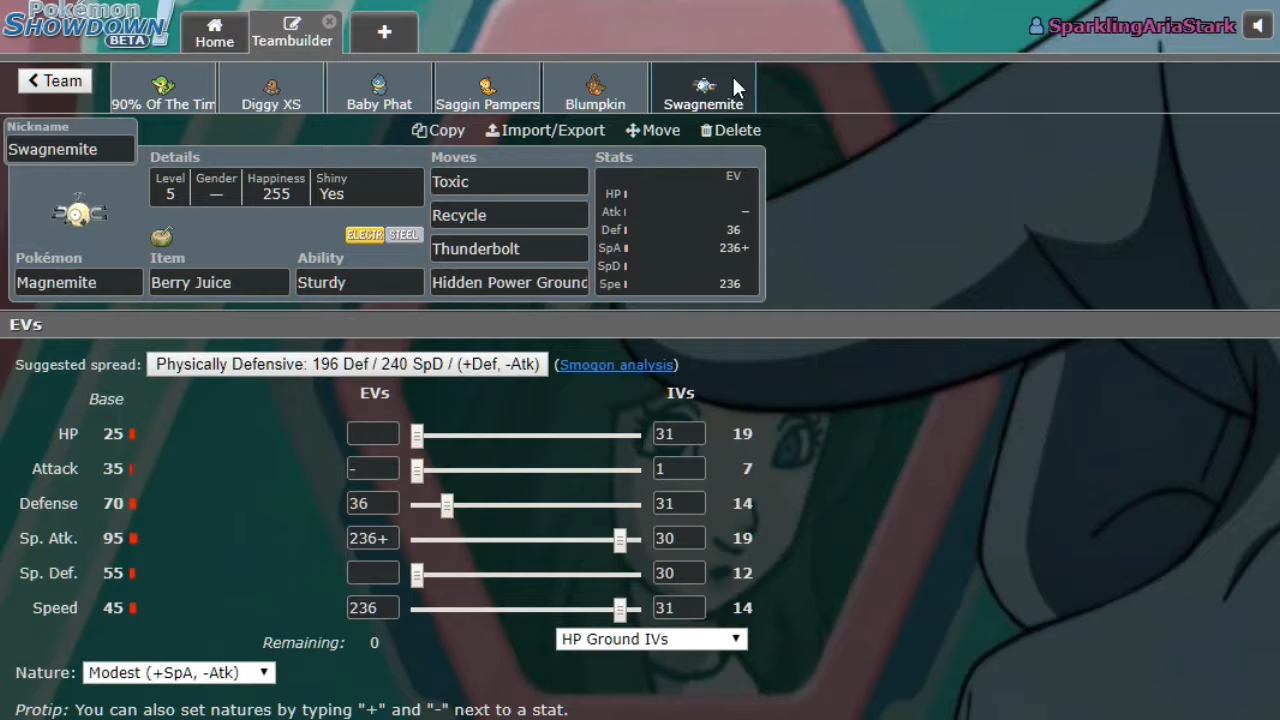 Pokémon
SHOWDOWN!
BETA
Home
Teambuilder
SparklingAriaStark
Team
90% Of The Tim
Diggy XS
Baby Phat
Saggin Pampers
Blumpkin
Swagnemite
Nickname
Swagnemite
Copy Import/Export Move Delete
Details
Level Gender Happiness Shiny
5 — 255 Yes
ELECTR STEEL
Pokémon
Magnemite
Item
Berry Juice
Ability
Sturdy
Moves
Toxic
Recycle
Thunderbolt
Hidden Power Ground
Stats
EV
HP
Atk –
Def 36
SpA 236+
SpD
Spe 236
EVs
Suggested spread: Physically Defensive: 196 Def / 240 SpD / (+Def, -Atk) (Smogon analysis)
Base EVs IVs
HP 25 31 19
Attack 35 - 1 7
Defense 70 36 31 14
Sp. Atk. 95 236+ 30 19
Sp. Def. 55 30 12
Speed 45 236 31 14
Remaining: 0 HP Ground IVs
Nature: Modest (+SpA, -Atk)
Protip: You can also set natures by typing "+" and "-" next to a stat.